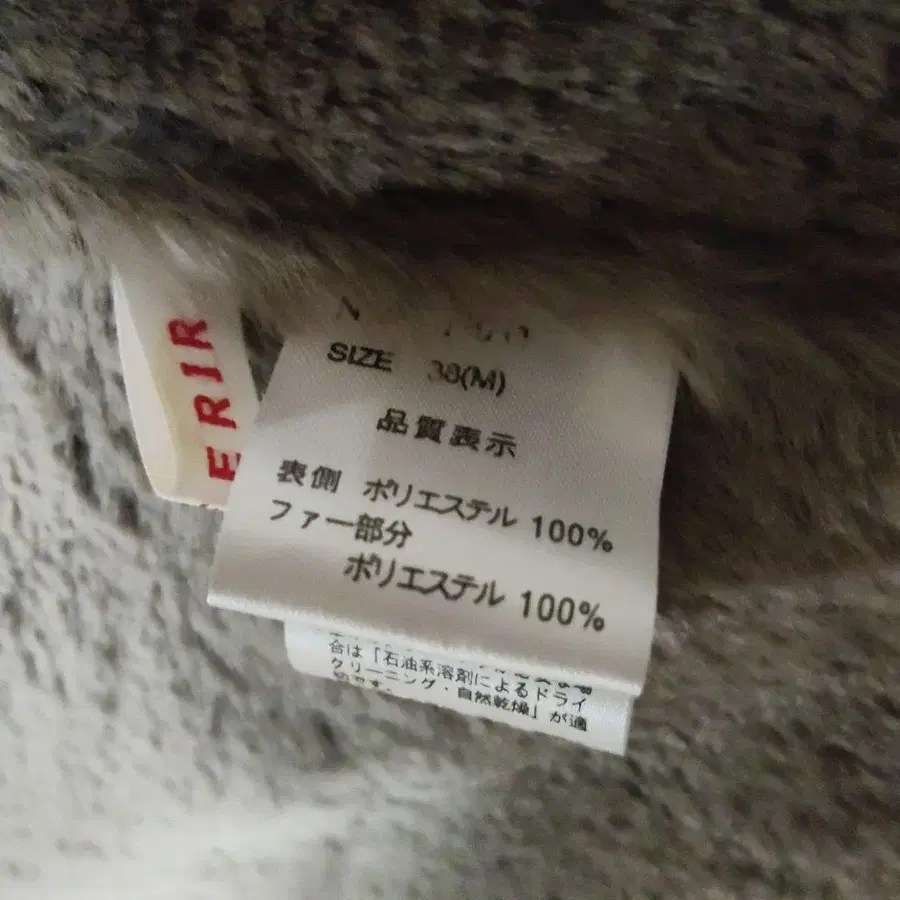 ERIR
SIZE 38(M)
品質表示
表側 ポリエステル 100%
ファー部分
ポリエステル 100%
合は「石油系溶剤によるドライ
クリーニング・自然乾燥」が適